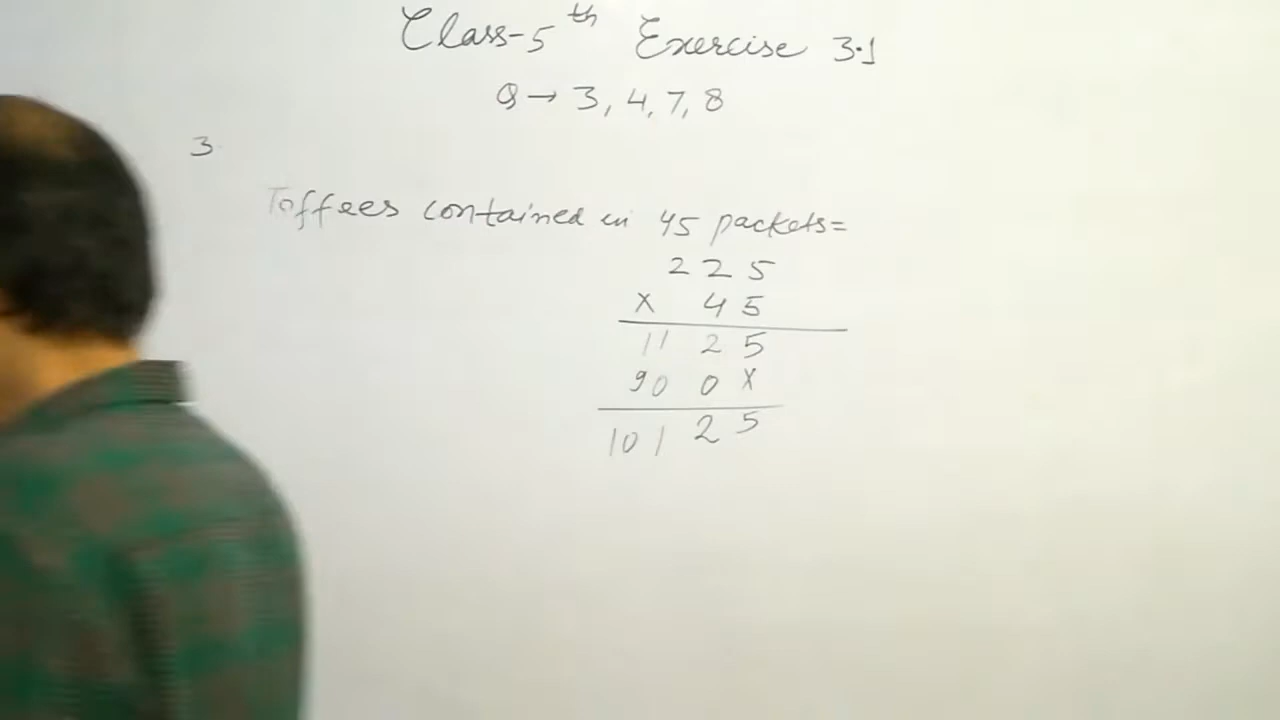 Class-5th Exercise 3.1
Q → 3, 4, 7, 8
3
Toffees contained in 45 packets=
225
x 45
1125
900x
10125